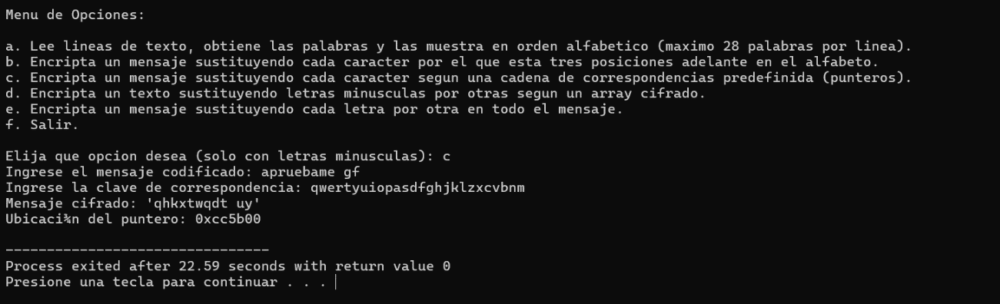 Menu de Opciones:
a. Lee lineas de texto, obtiene las palabras y las muestra en orden alfabetico (maximo 28 palabras por linea).
b. Encripta un mensaje sustituyendo cada caracter por el que esta tres posiciones adelante en el alfabeto.
c. Encripta un mensaje sustituyendo cada caracter segun una cadena de correspondencias predefinida (punteros).
d. Encripta un texto sustituyendo letras minusculas por otras segun un array cifrado.
e. Encripta un mensaje sustituyendo cada letra por otra en todo el mensaje.
f. Salir.
Elija que opcion desea (solo con letras minusculas): c
Ingrese el mensaje codificado: apruebame gf
Ingrese la clave de correspondencia: qwertyuiopasdfghjklzxcvbnm
Mensaje cifrado: 'qhkxtwqdt uy'
Ubicaci¾n del puntero: 0xcc5b00
--------------------------------
Process exited after 22.59 seconds with return value 0
Presione una tecla para continuar . . .